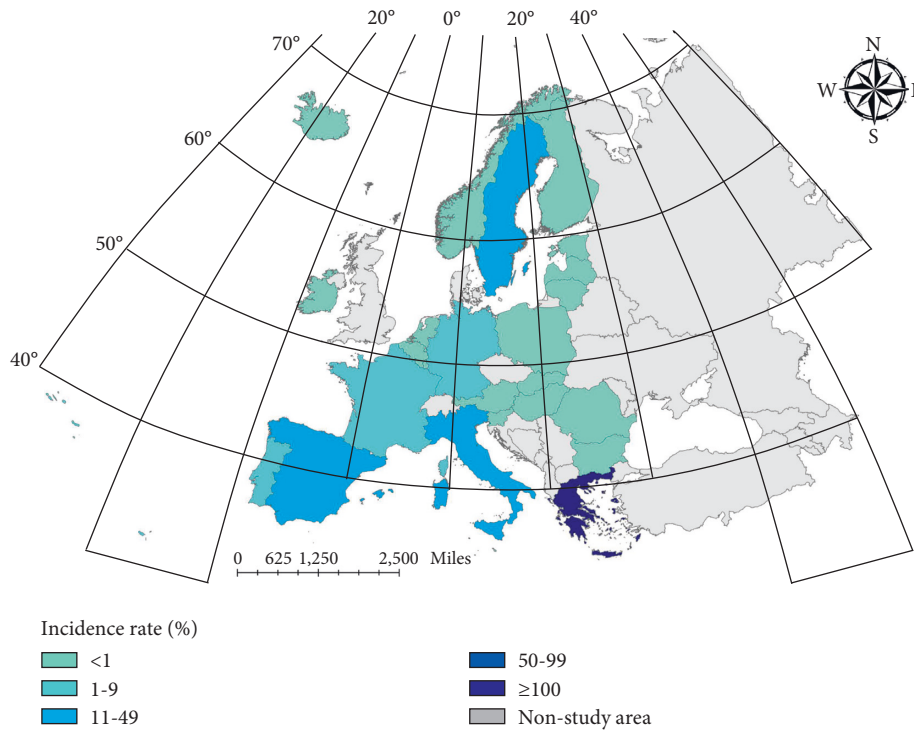 20° 0° 20° 40°
70°
60°
50°
40°
N
W
S
0 625 1,250 2,500 Miles
Incidence rate (%)
<1
1-9
11-49
50-99
≥100
Non-study area